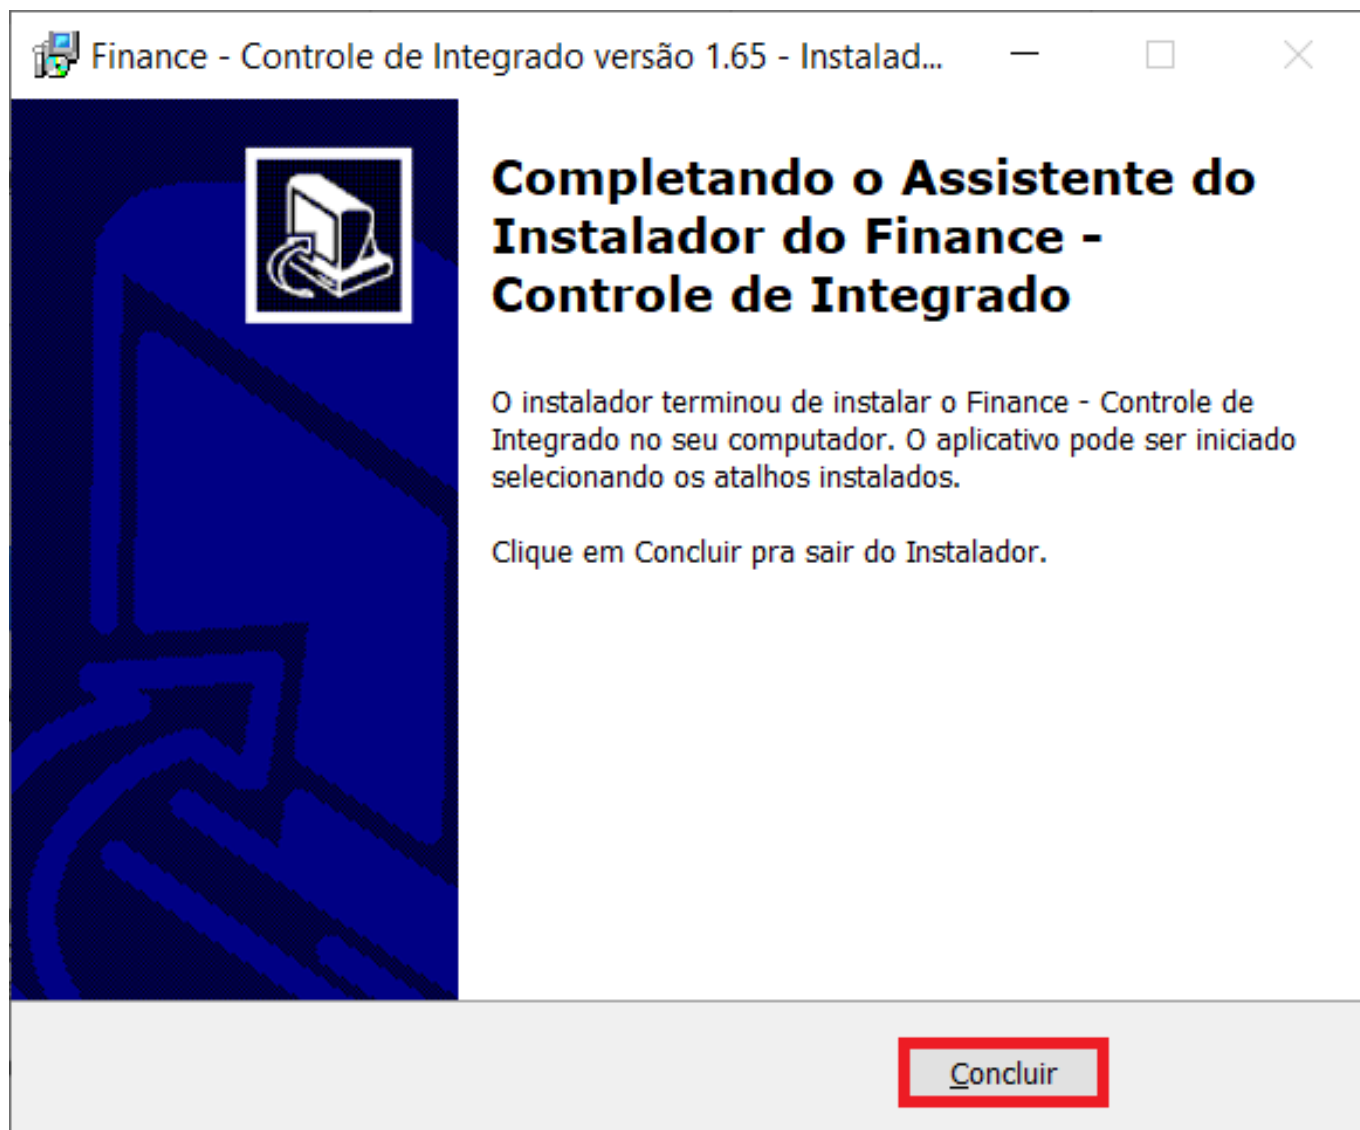 Finance - Controle de Integrado versão 1.65 - Instalad...
Completando o Assistente do
Instalador do Finance -
Controle de Integrado
O instalador terminou de instalar o Finance - Controle de
Integrado no seu computador. O aplicativo pode ser iniciado
selecionando os atalhos instalados.
Clique em Concluir pra sair do Instalador.
Concluir